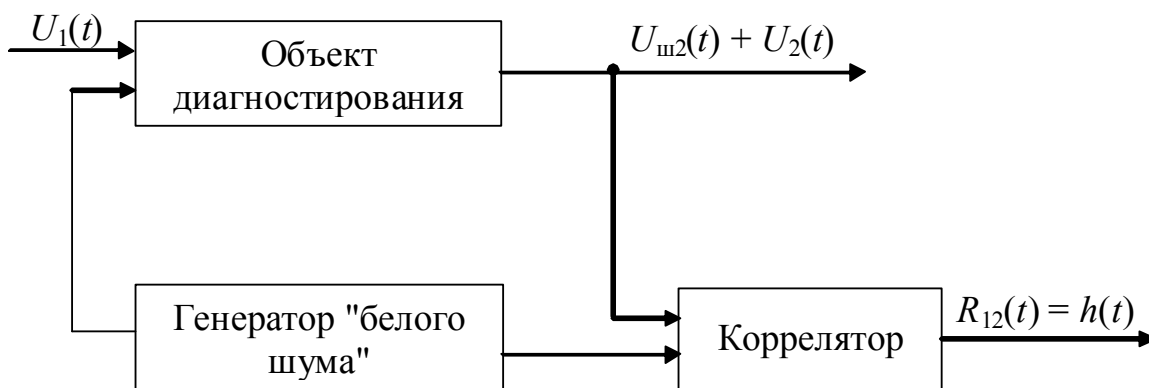 U₁(t)
Объект
диагностирования
Uш2(t) + U₂(t)
Генератор "белого
шума"
Коррелятор
R₁₂(t) = h(t)